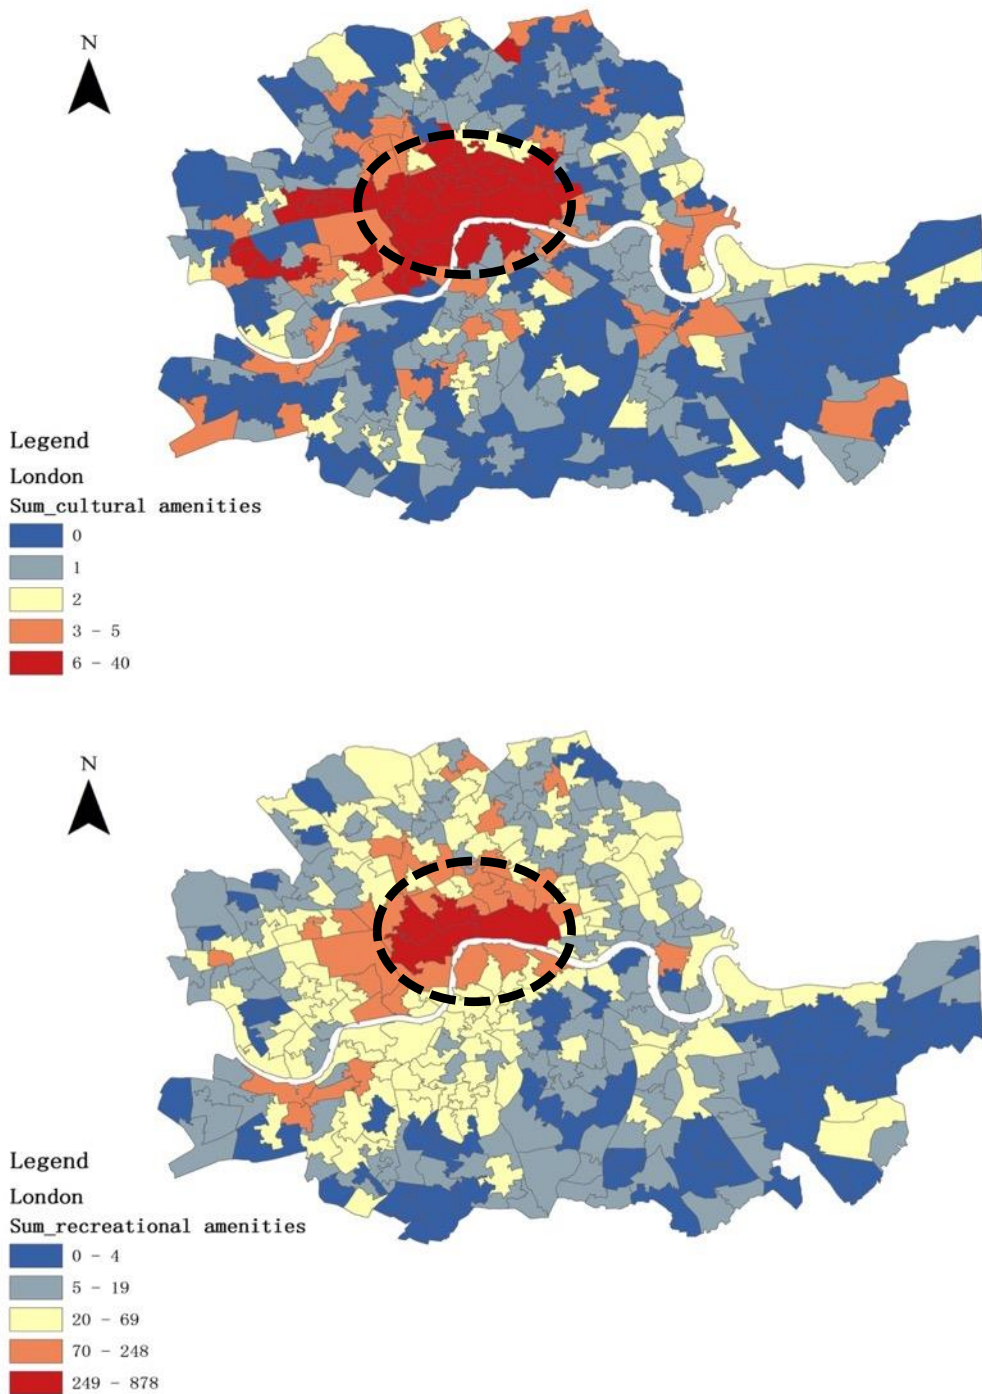 N
Legend
London
Sum_cultural amenities
0
1
2
3 - 5
6 - 40
N
Legend
London
Sum_recreational amenities
0 - 4
5 - 19
20 - 69
70 - 248
249 - 878